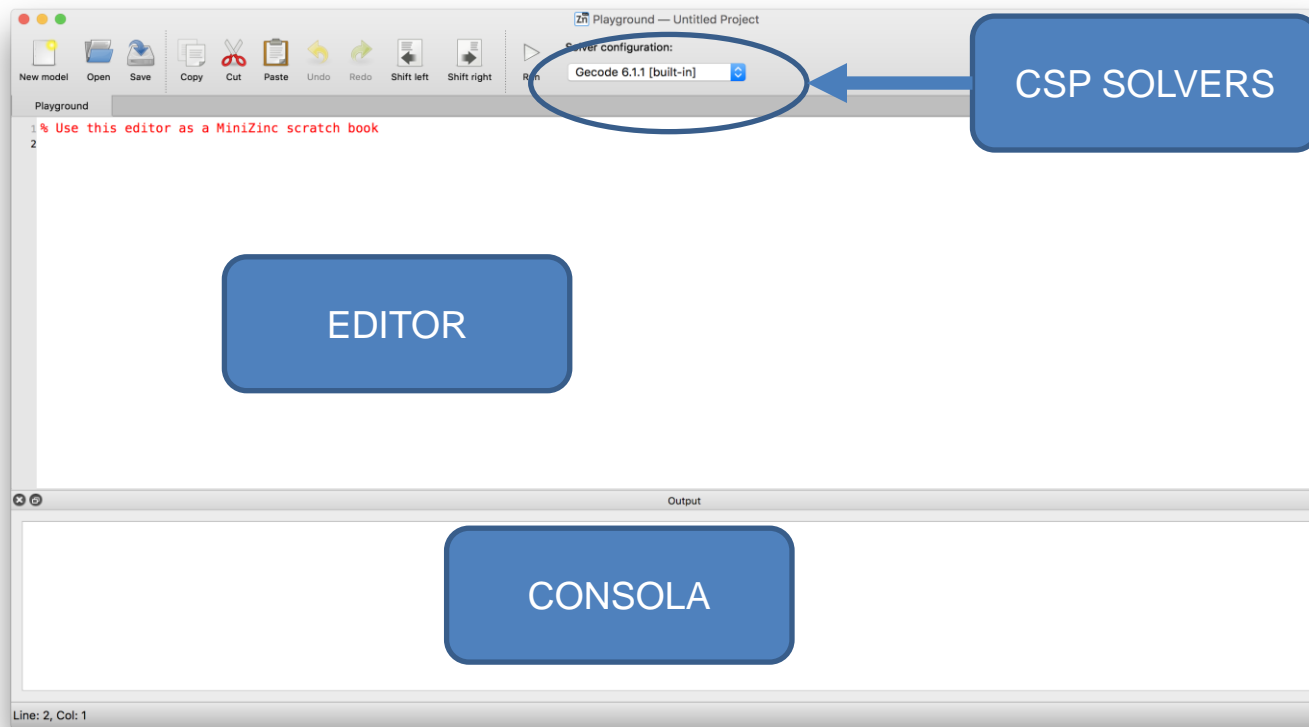 Zn Playground — Untitled Project
Solver configuration:
New model Open Save Copy Cut Paste Undo Redo Shift left Shift right Run
Gecode 6.1.1 [built-in]
CSP SOLVERS
Playground
1 % Use this editor as a MiniZinc scratch book
2
EDITOR
Output
CONSOLA
Line: 2, Col: 1